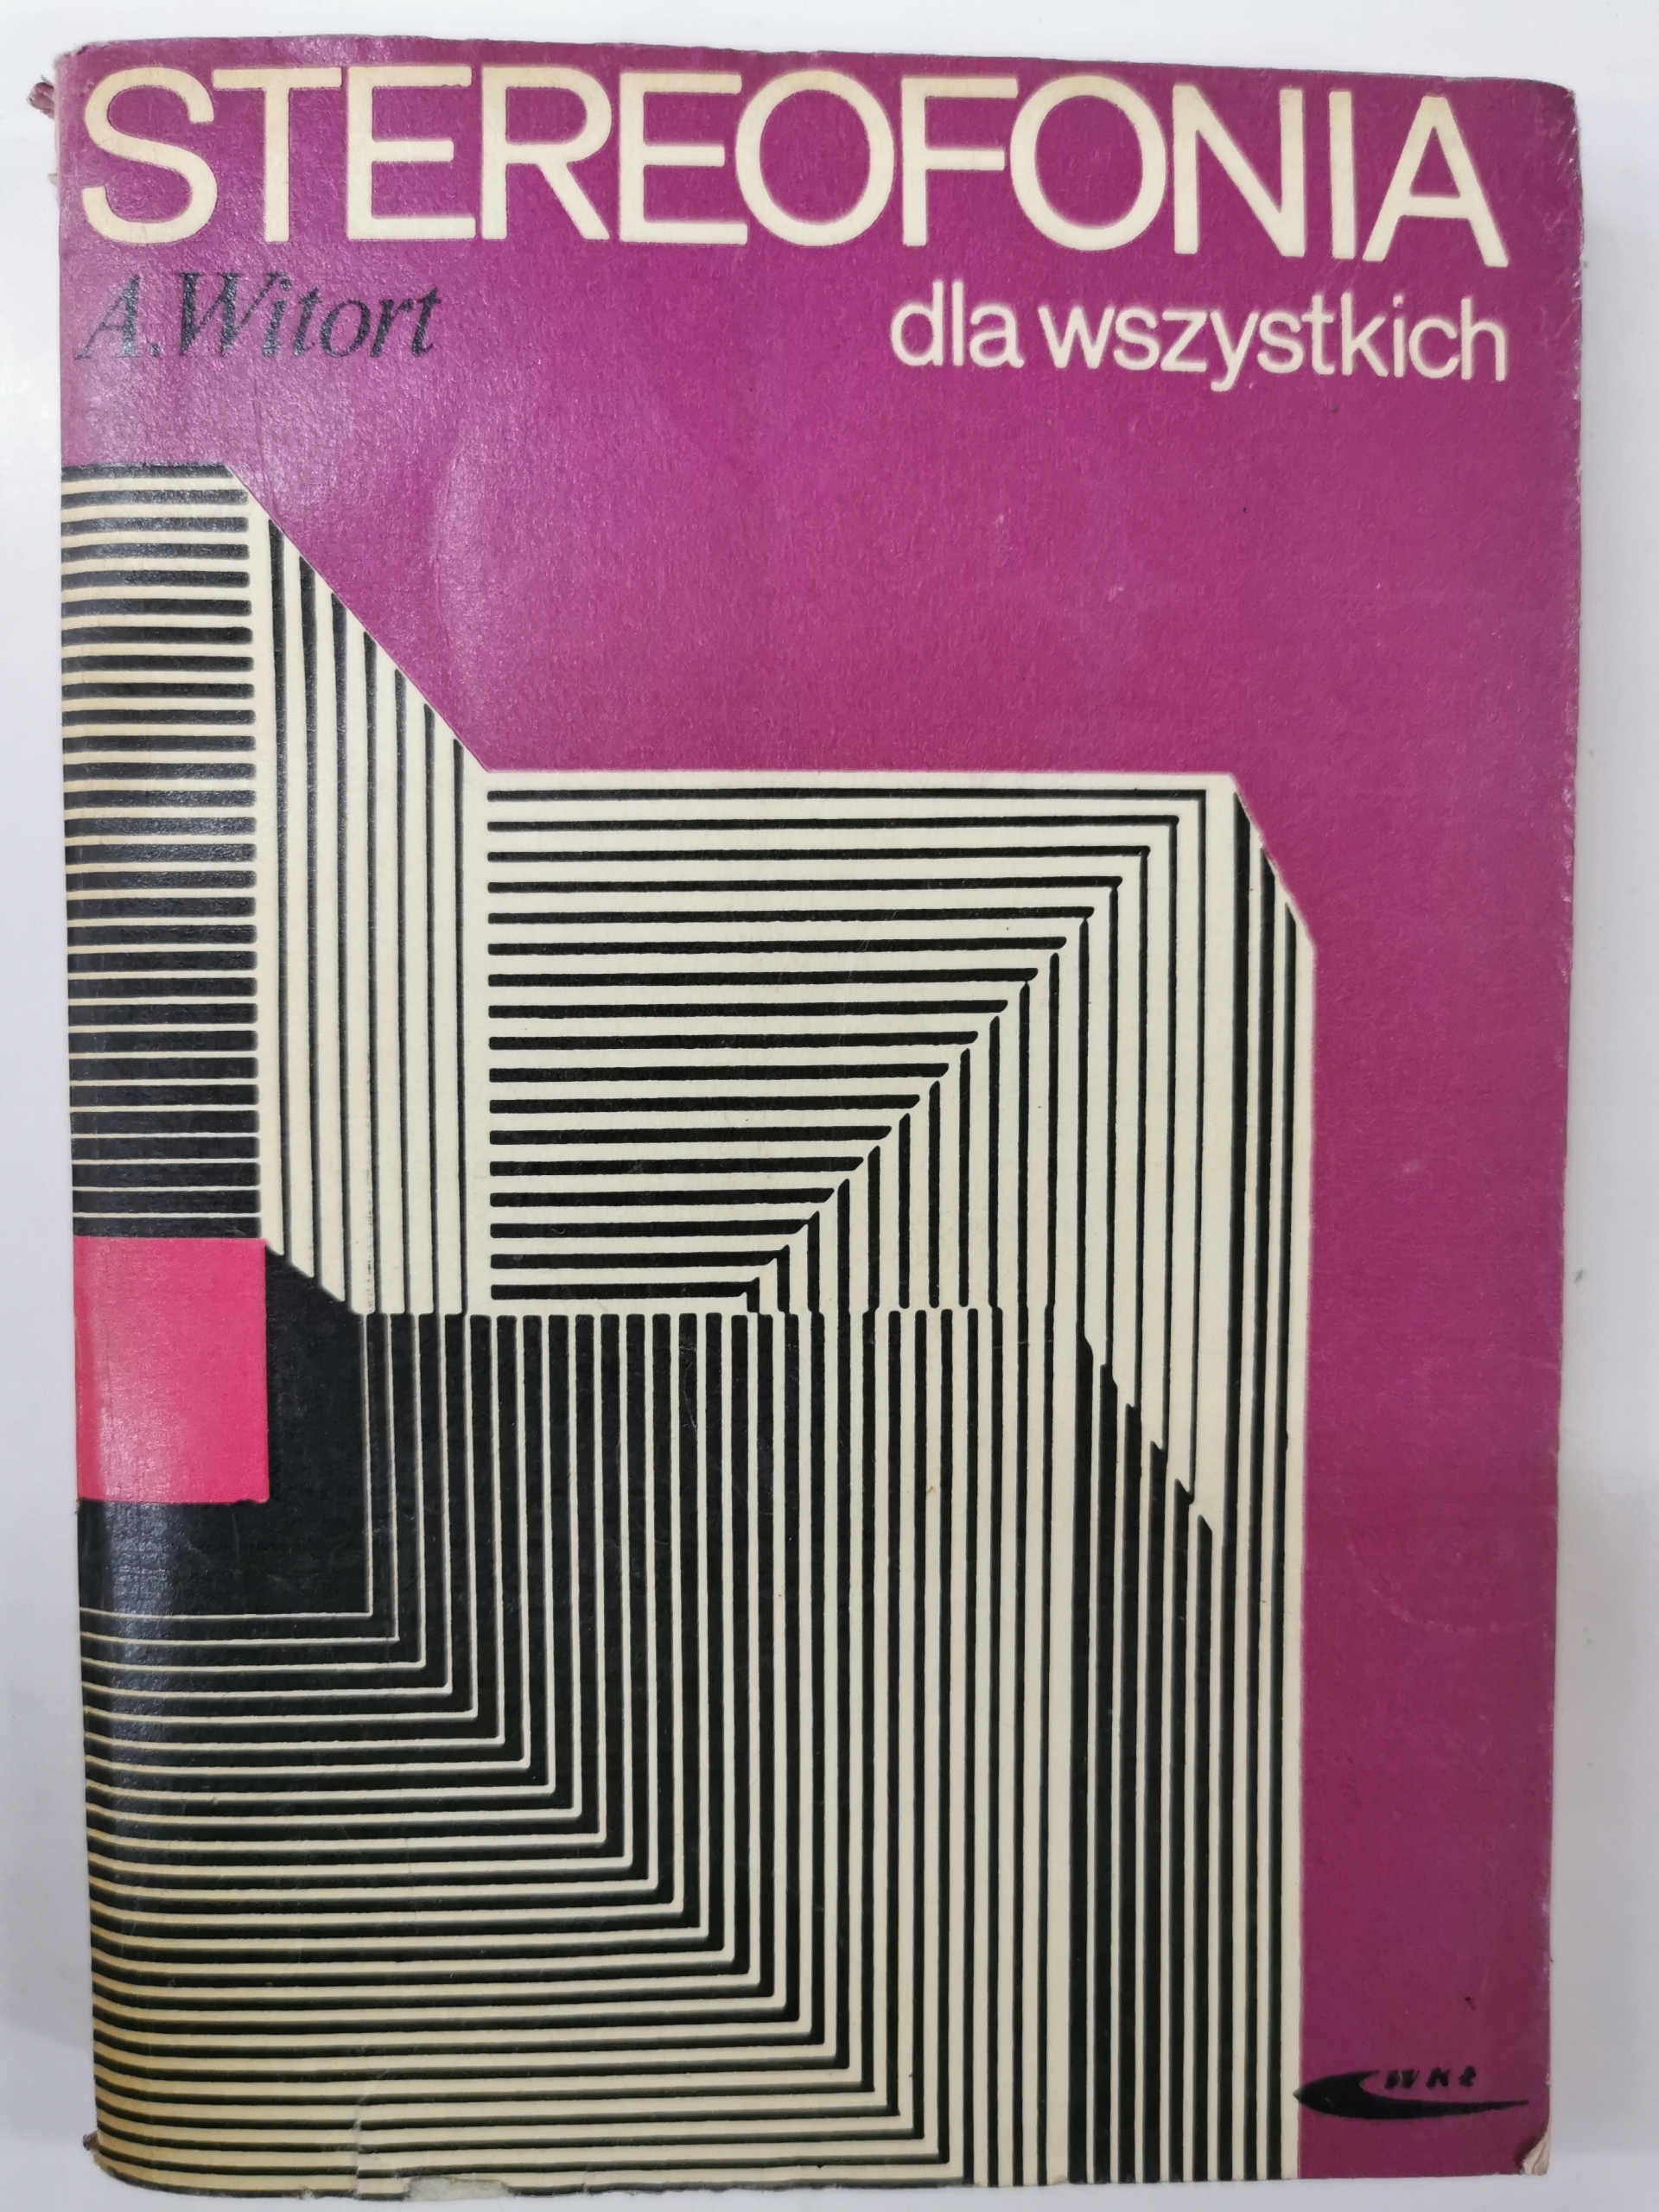 STEREOFONIA
A. Witort
dla wszystkich
WKŁ